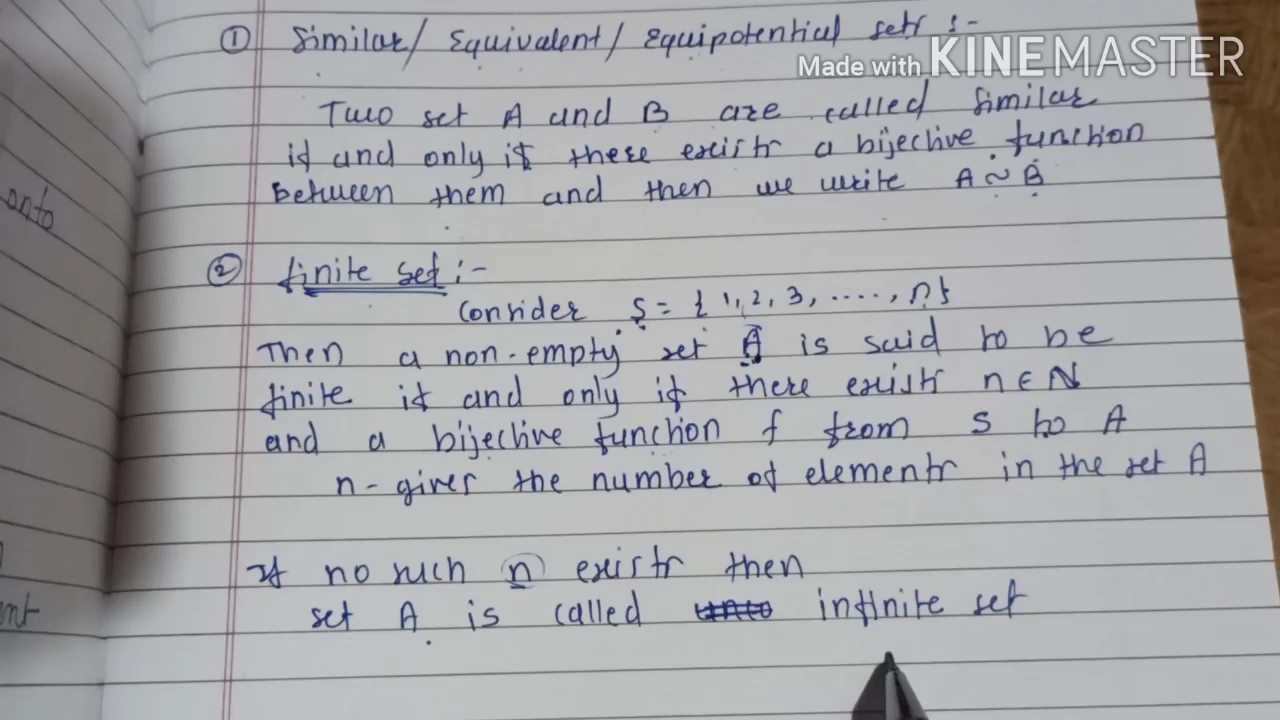 ① Similar/ Equivalent/ Equipotential sets :-
Made with KINEMASTER
Two set A and B are called similar
if and only if there exists a bijective function
between them and then we write A ~ B
onto
② finite set :-
Consider S = { 1, 2, 3, ....., n}
Then a non-empty set A is said to be
finite if and only if there exists n ∈ N
and a bijective function f from S to A
n - gives the number of elements in the set A
If no such n exists then
set A is called infinite set